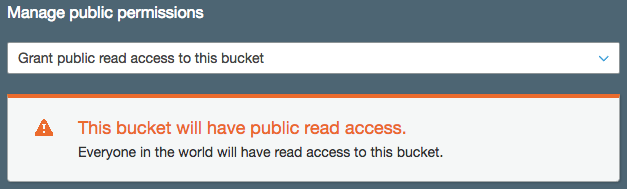 Manage public permissions
Grant public read access to this bucket
This bucket will have public read access.
Everyone in the world will have read access to this bucket.